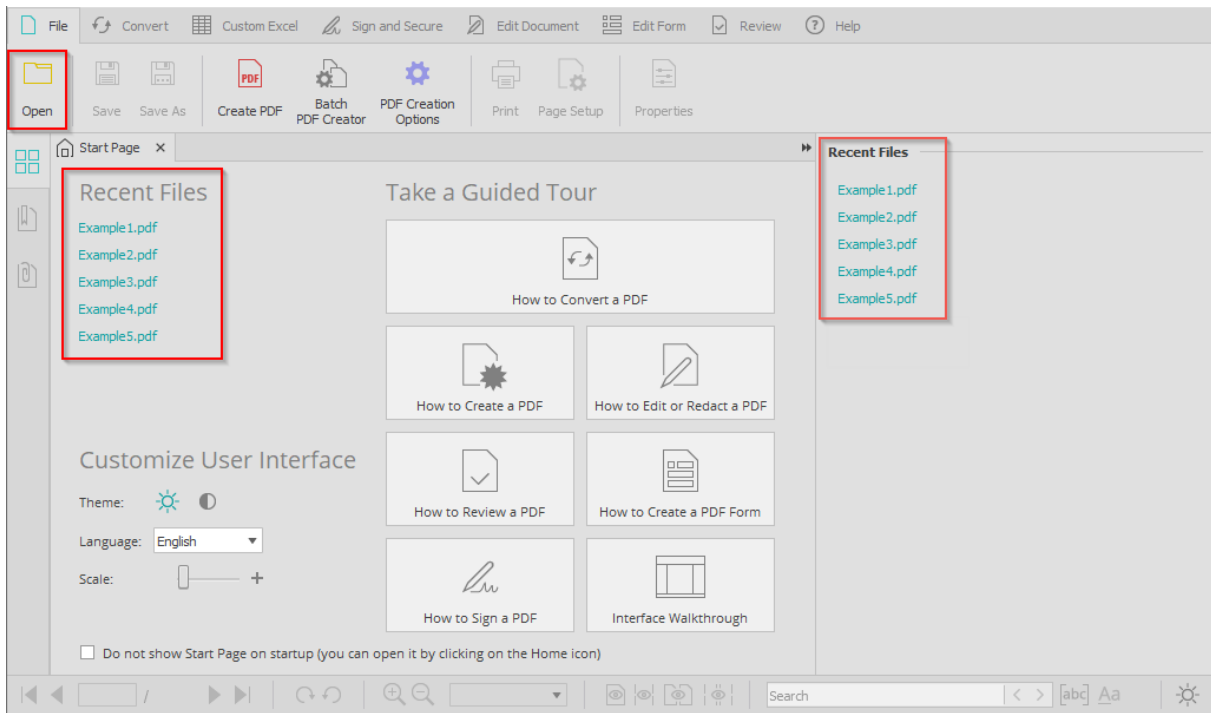 File Convert Custom Excel Sign and Secure Edit Document Edit Form Review Help
Open Save Save As Create PDF Batch PDF Creator PDF Creation Options Print Page Setup Properties
PDF
Start Page
Recent Files
Example1.pdf
Example2.pdf
Example3.pdf
Example4.pdf
Example5.pdf
Customize User Interface
Theme:
Language: English
Scale:
Take a Guided Tour
How to Convert a PDF
How to Create a PDF
How to Edit or Redact a PDF
How to Review a PDF
How to Create a PDF Form
How to Sign a PDF
Interface Walkthrough
Do not show Start Page on startup (you can open it by clicking on the Home icon)
Recent Files
Example1.pdf
Example2.pdf
Example3.pdf
Example4.pdf
Example5.pdf
/ Search [abc] Aa